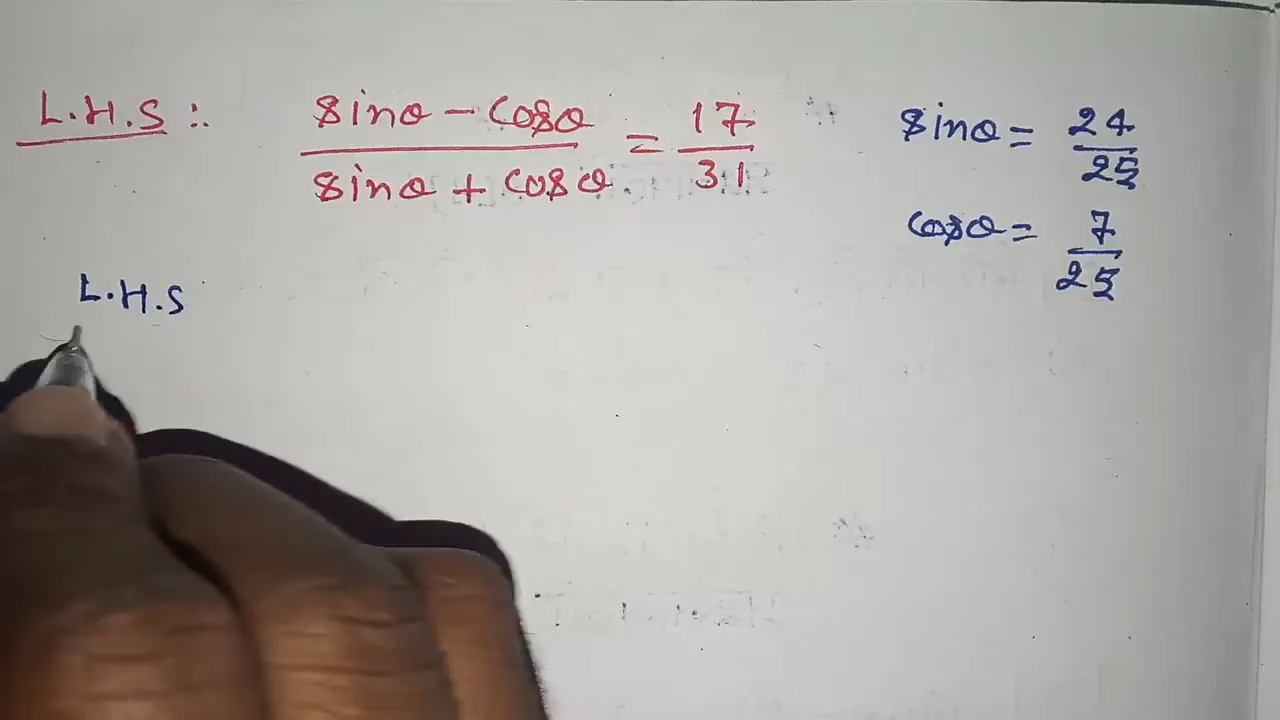 L.H.S :. sinθ - cosθ / sinθ + cosθ = 17 / 31
sinθ = 24 / 25
cosθ = 7 / 25
L.H.S